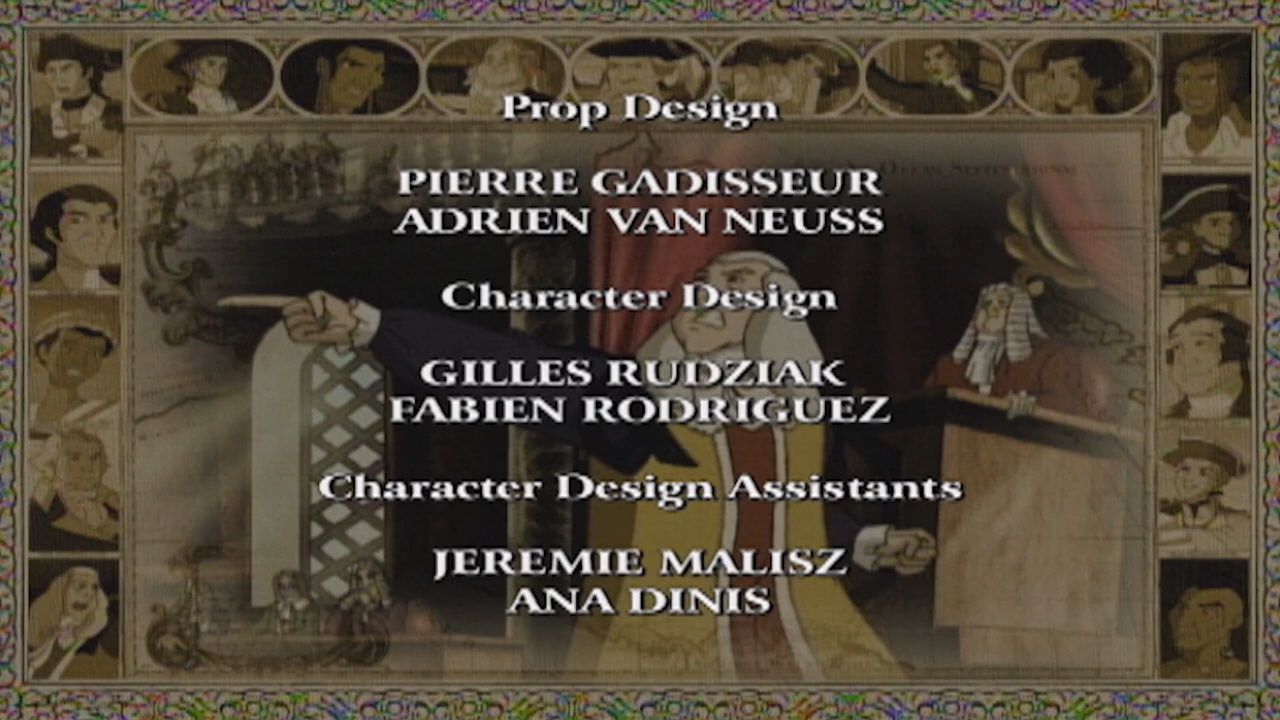 Prop Design
PIERRE GADISSEUR
ADRIEN VAN NEUSS
Character Design
GILLES RUDZIAK
FABIEN RODRIGUEZ
Character Design Assistants
JEREMIE MALISZ
ANA DINIS